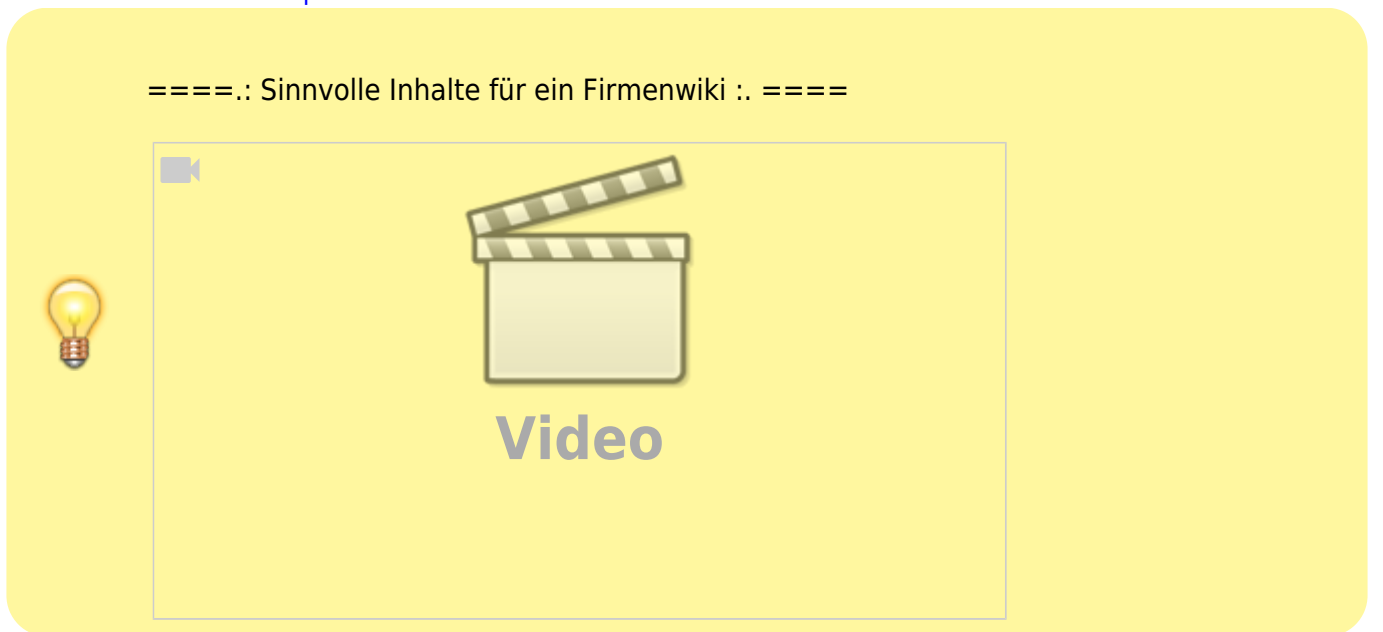 ====.: Sinnvolle Inhalte für ein Firmenwiki :. ====
Video